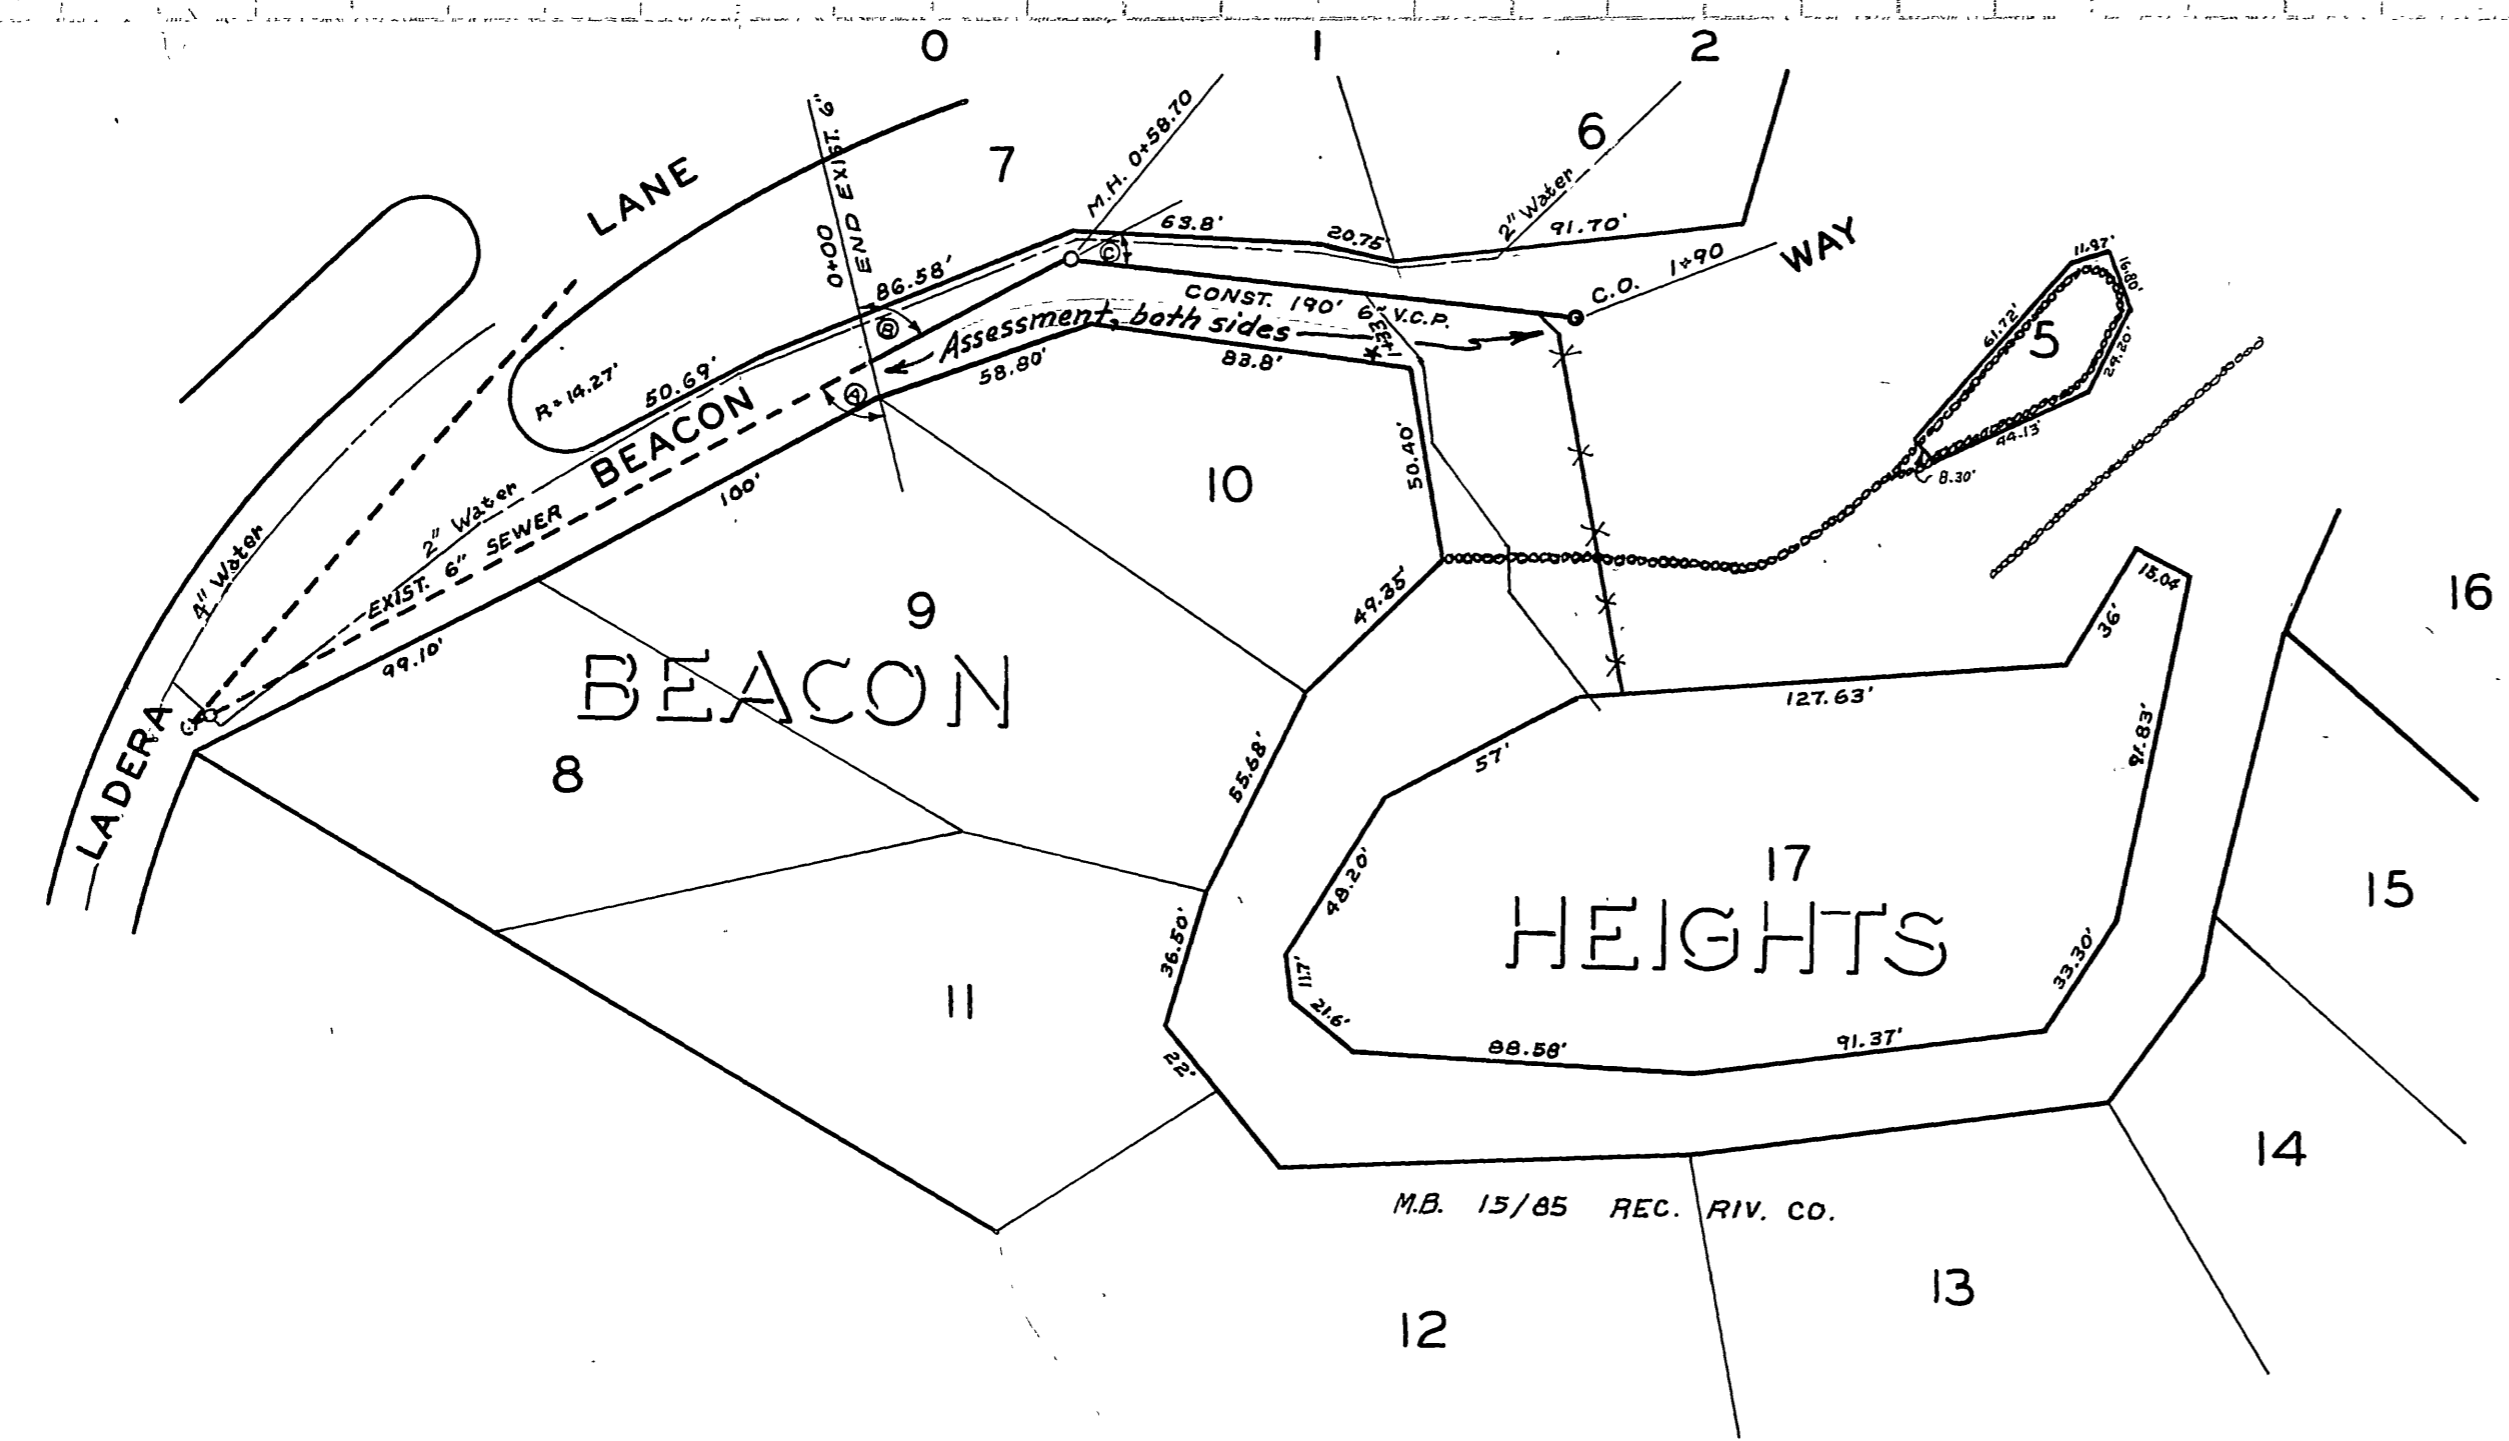 0 1 2
LANE
7
6
END EXIST. 6"
0+00
M.H. 0+58.70
2" Water
63.8'
20.75'
91.70'
C.O. 1+90
WAY
86.58'
Ⓑ
Ⓒ
CONST. 190' 6" V.C.P.
1+33
Assessment, both sides
11.97'
16.80'
61.72'
5
44.13'
8.30'
R=14.27'
50.69'
Ⓐ
58.80'
83.8'
BEACON
100'
2" Water
EXIST. 6" SEWER
4" Water
10
50.40'
9
49.35'
99.10'
LADERA
BEACON
8
55.68'
57'
127.63'
36'
15.04
16
17
HEIGHTS
15
48.20'
36.50'
11.7'
21.6'
33.30'
11
22'
88.58'
91.37'
14
M.B. 15/85 REC. RIV. CO.
13
12